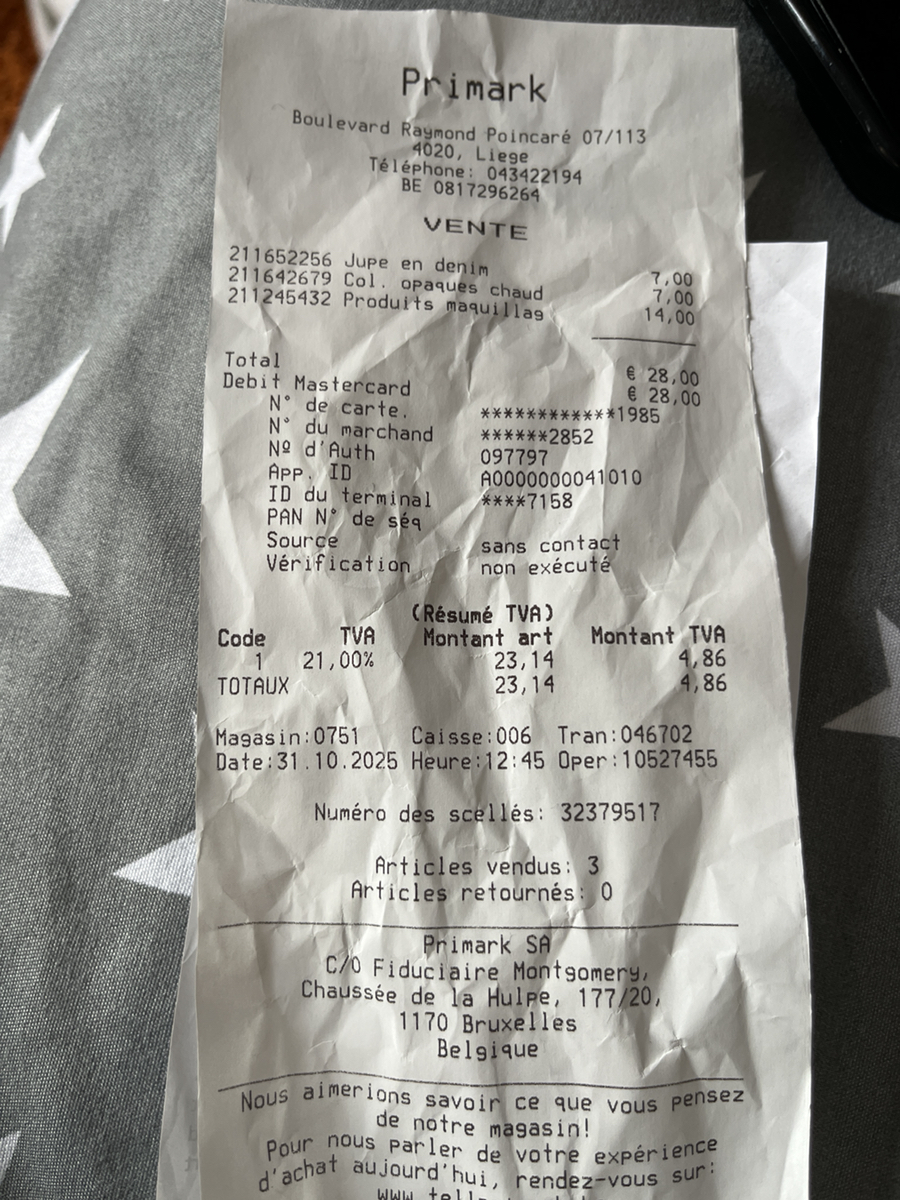 Primark
Boulevard Raymond Poincaré 07/113
4020, Liege
Téléphone: 043422194
BE 0817296264
VENTE
211652256 Jupe en denim 7,00
211642679 Col. opaques chaud 7,00
211245432 Produits maquillag 14,00
Total € 28,00
Debit Mastercard € 28,00
N° de carte. ************1985
N° du marchand ******2852
Nº d'Auth 097797
App. ID A0000000041010
ID du terminal ****7158
PAN N° de séq
Source sans contact
Vérification non exécuté
(Résumé TVA)
Code TVA Montant art Montant TVA
1 21,00% 23,14 4,86
TOTAUX 23,14 4,86
Magasin:0751 Caisse:006 Tran:046702
Date:31.10.2025 Heure:12:45 Oper:10527455
Numéro des scellés: 32379517
Articles vendus: 3
Articles retournés: 0
Primark SA
C/O Fiduciaire Montgomery,
Chaussée de la Hulpe, 177/20,
1170 Bruxelles
Belgique
Nous aimerions savoir ce que vous pensez
de notre magasin!
Pour nous parler de votre expérience
d'achat aujourd'hui, rendez-vous sur: